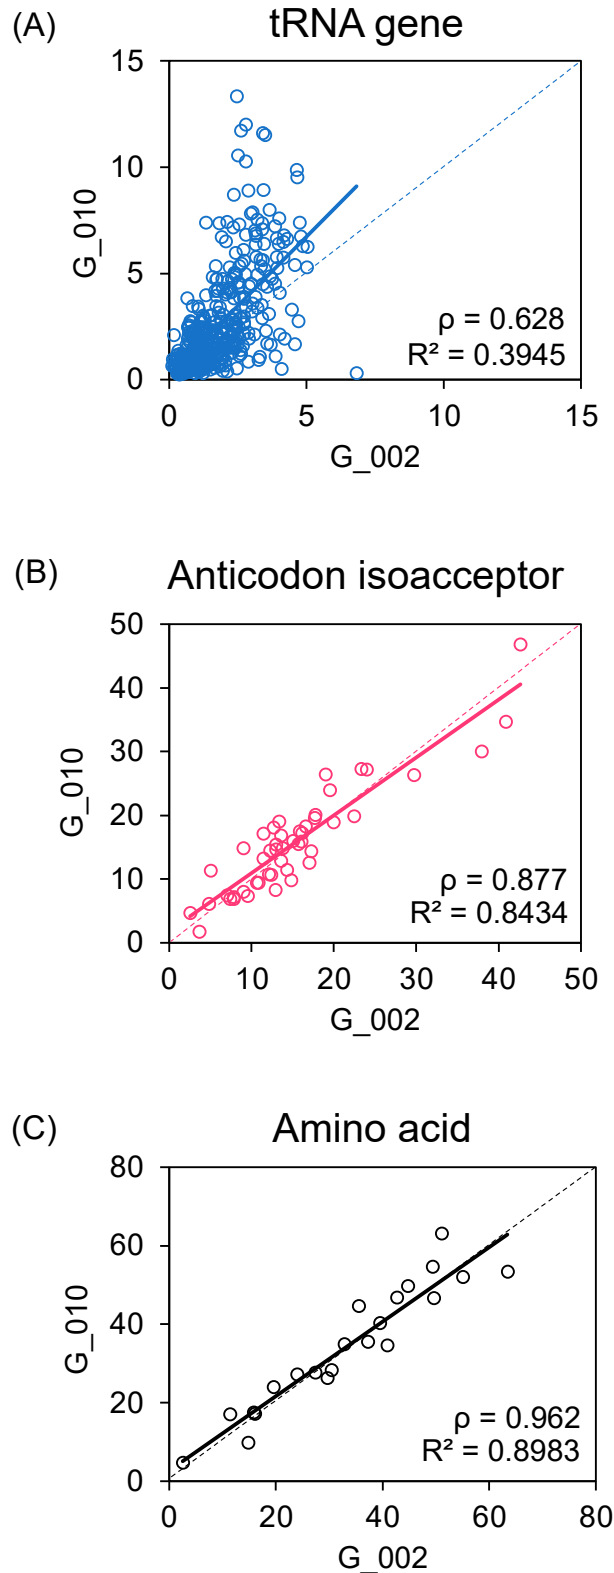 (A)
tRNA gene
15
10
5
0
G_010
ρ = 0.628
R² = 0.3945
0 5 10 15
G_002
(B)
Anticodon isoacceptor
50
40
30
20
10
0
G_010
ρ = 0.877
R² = 0.8434
0 10 20 30 40 50
G_002
(C)
Amino acid
80
60
40
20
0
G_010
ρ = 0.962
R² = 0.8983
0 20 40 60 80
G_002